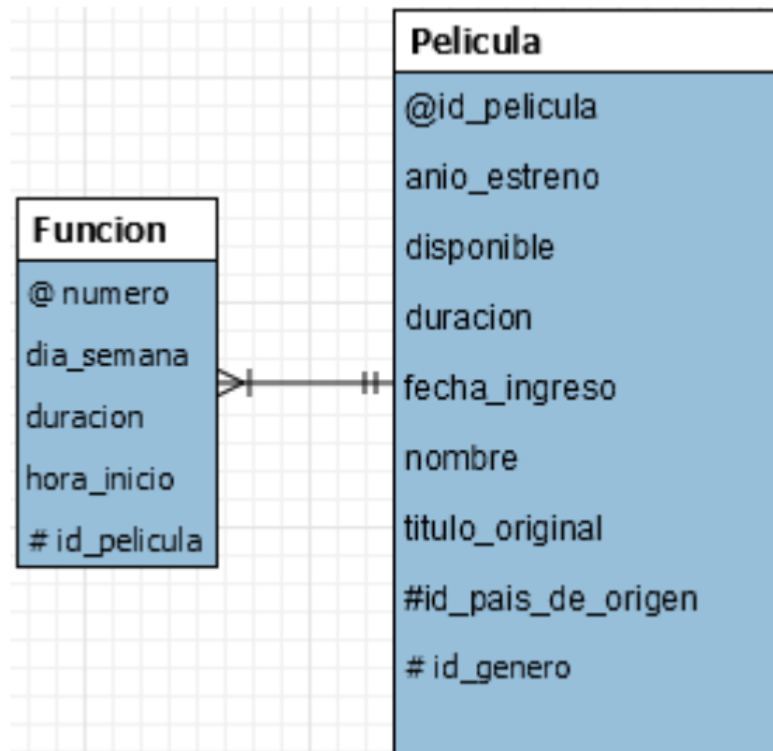 Funcion
@ numero
dia_semana
duracion
hora_inicio
# id_pelicula
Pelicula
@id_pelicula
anio_estreno
disponible
duracion
fecha_ingreso
nombre
titulo_original
#id_pais_de_origen
# id_genero